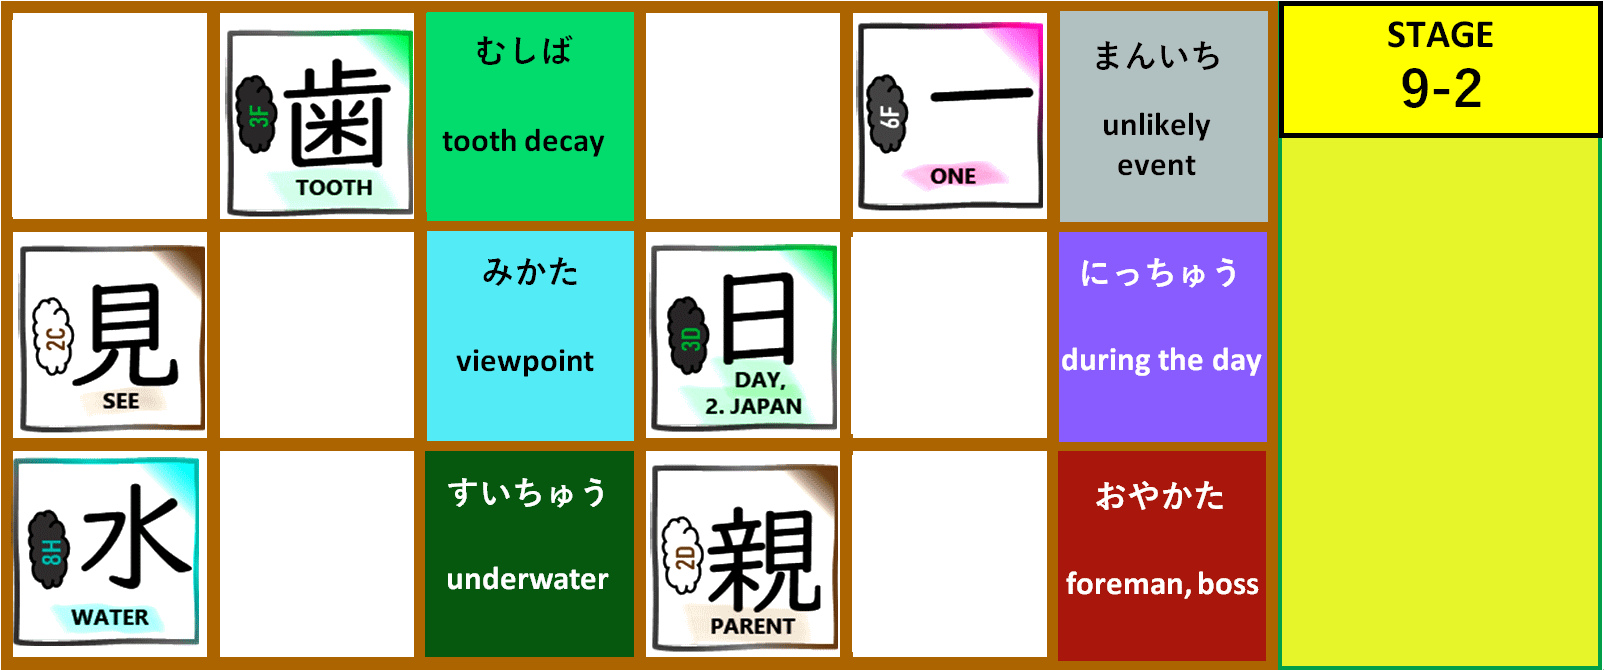 3F
歯
TOOTH
むしば
tooth decay
6F
一
ONE
まんいち
unlikely
event
STAGE
9-2
2C
見
SEE
みかた
viewpoint
3D
日
DAY,
2. JAPAN
にっちゅう
during the day
8H
水
WATER
すいちゅう
underwater
2D
親
PARENT
おやかた
foreman, boss